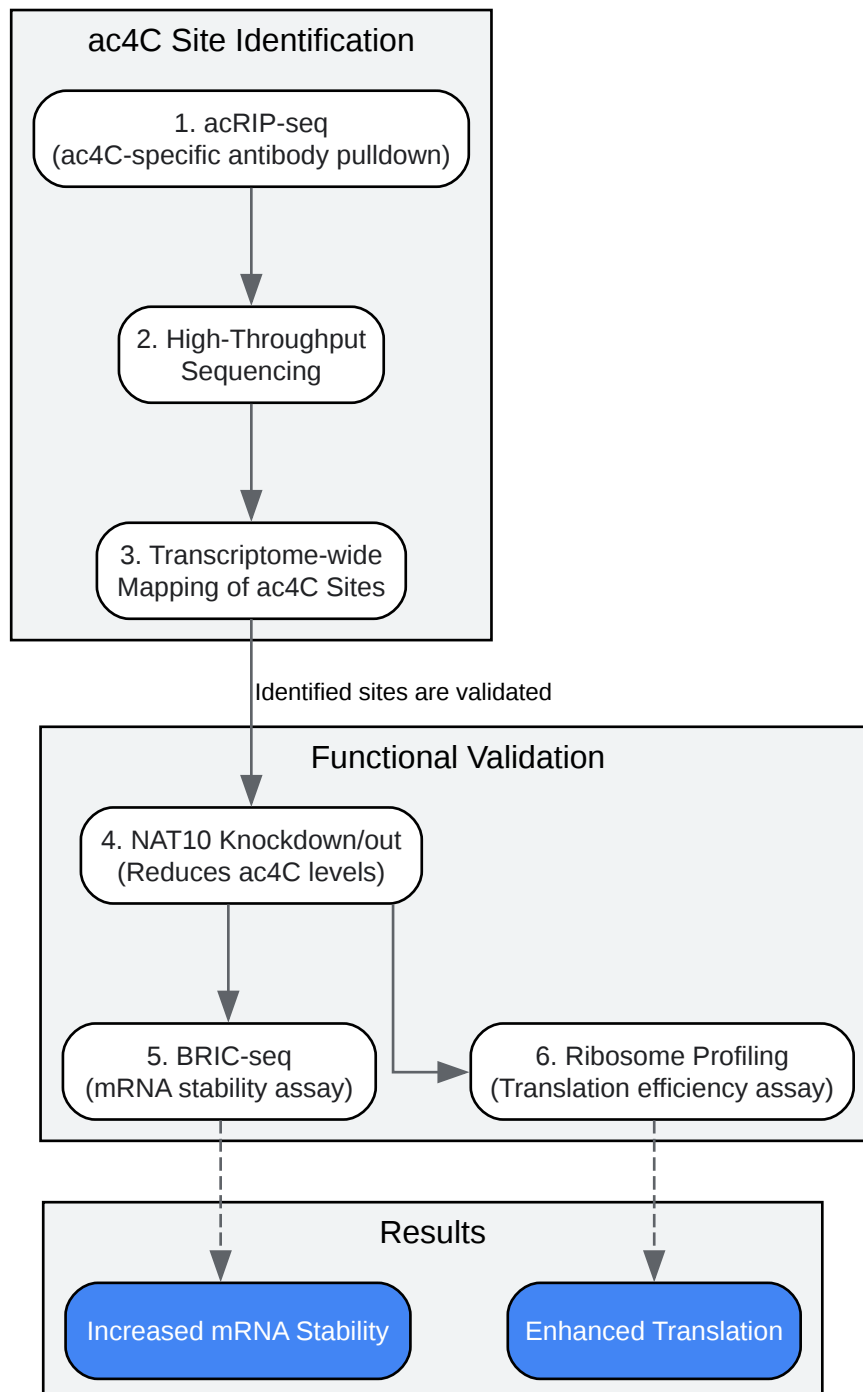 ac4C Site Identification
1. acRIP-seq
(ac4C-specific antibody pulldown)
2. High-Throughput
Sequencing
3. Transcriptome-wide
Mapping of ac4C Sites
Identified sites are validated
Functional Validation
4. NAT10 Knockdown/out
(Reduces ac4C levels)
5. BRIC-seq
(mRNA stability assay)
6. Ribosome Profiling
(Translation efficiency assay)
Results
Increased mRNA Stability
Enhanced Translation